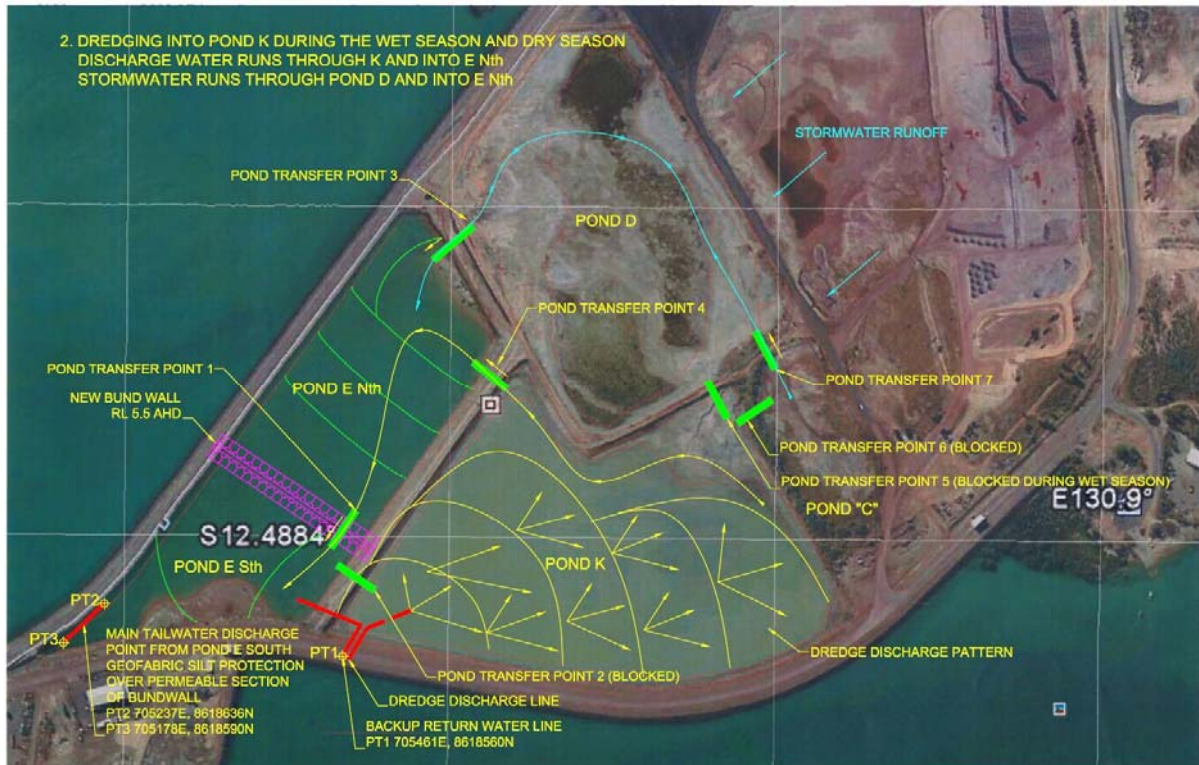 2. DREDGING INTO POND K DURING THE WET SEASON AND DRY SEASON
DISCHARGE WATER RUNS THROUGH K AND INTO E Nth
STORMWATER RUNS THROUGH POND D AND INTO E Nth
STORMWATER RUNOFF
POND TRANSFER POINT 3
POND D
POND TRANSFER POINT 4
POND TRANSFER POINT 1
POND E Nth
POND TRANSFER POINT 7
NEW BUND WALL
RL 5.5 AHD
POND TRANSFER POINT 6 (BLOCKED)
POND TRANSFER POINT 5 (BLOCKED DURING WET SEASON)
POND "C"
E130.9°
S12.4884°
POND E Sth
POND K
PT2
PT3
MAIN TAILWATER DISCHARGE
POINT FROM POND E SOUTH
GEOFABRIC SILT PROTECTION
OVER PERMEABLE SECTION
OF BUNDWALL
PT2 705237E, 8618636N
PT3 705178E, 8618590N
PT1
DREDGE DISCHARGE PATTERN
POND TRANSFER POINT 2 (BLOCKED)
DREDGE DISCHARGE LINE
BACKUP RETURN WATER LINE
PT1 705461E, 8618560N